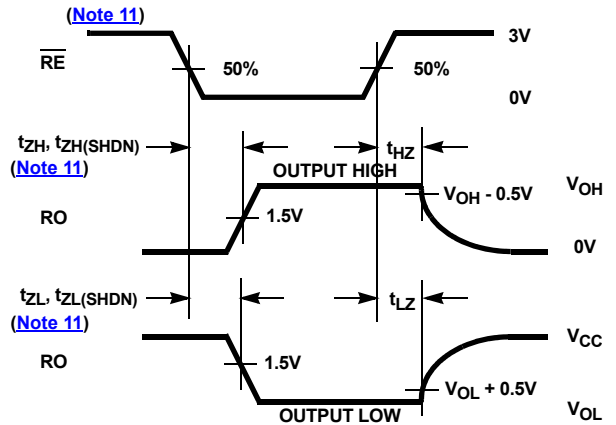 (Note 11)
RE
3V
50%
50%
0V
tZH, tZH(SHDN)
(Note 11)
tHZ
OUTPUT HIGH
VOH - 0.5V
VOH
RO
1.5V
0V
tZL, tZL(SHDN)
(Note 11)
tLZ
VCC
RO
1.5V
VOL + 0.5V
OUTPUT LOW
VOL